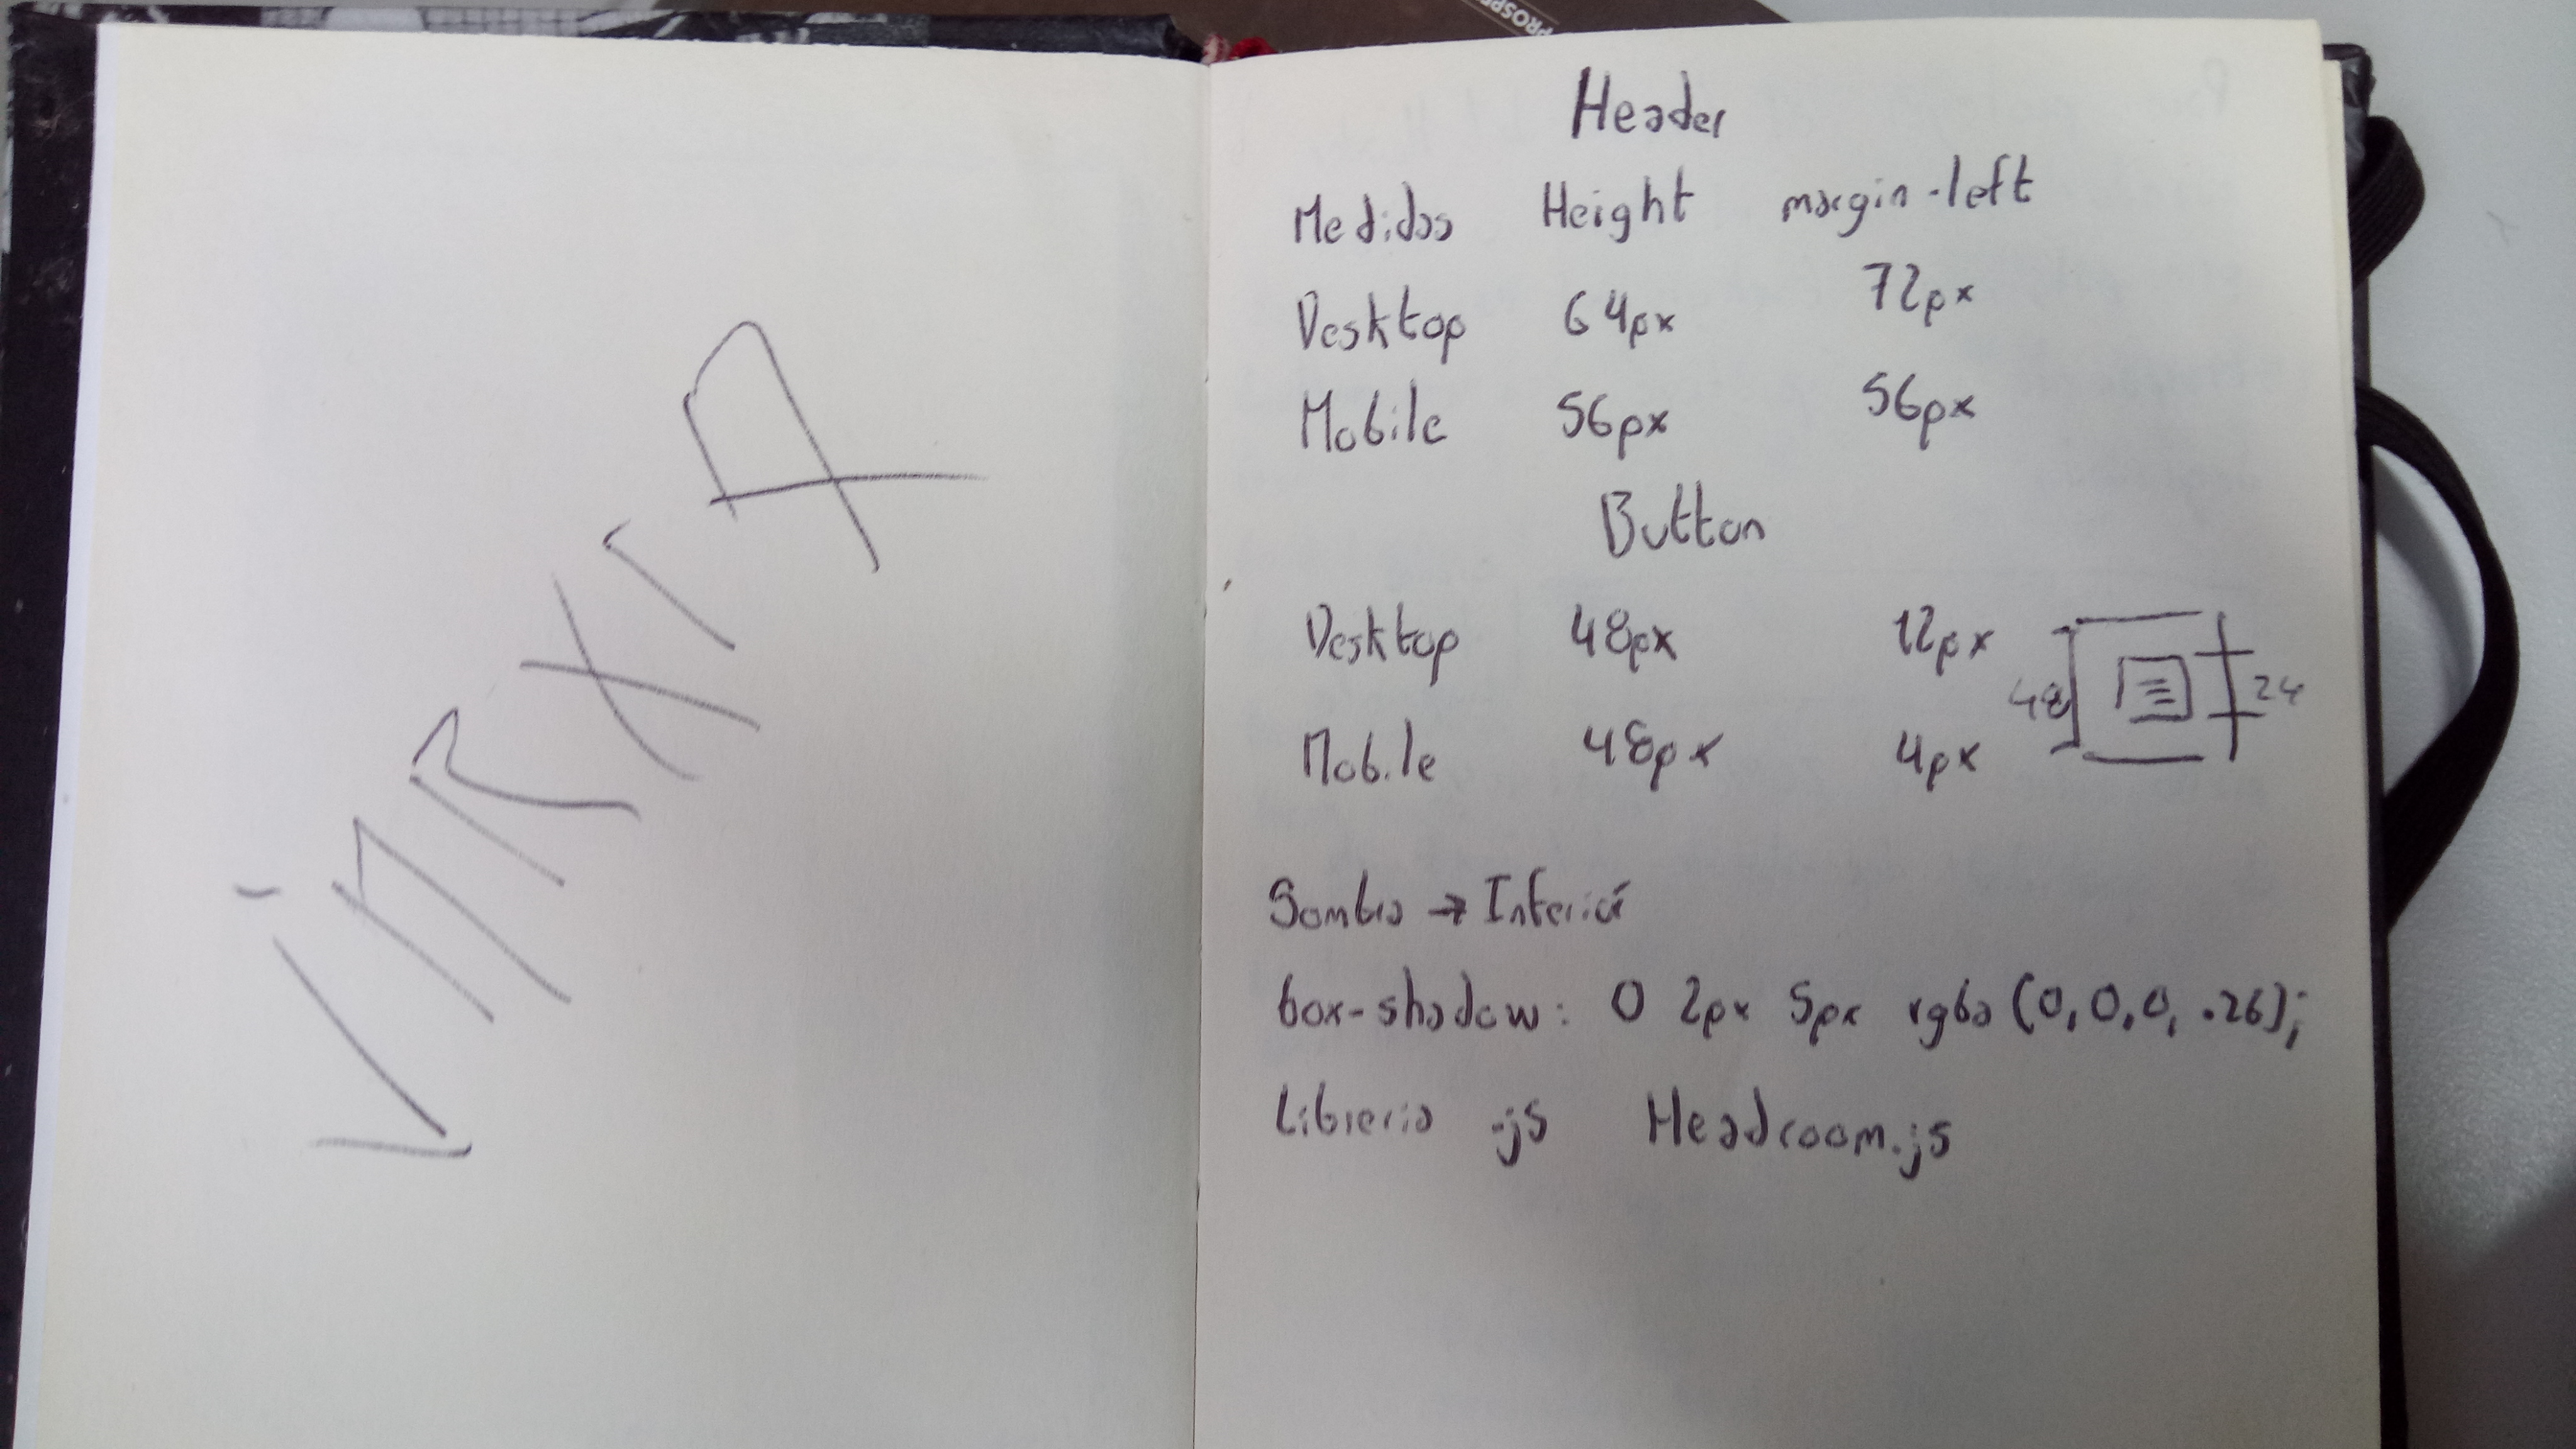 PROSPE
Header
Medidas Height margin-left
Desktop 64px 72px
Mobile 56px 56px
Button
Desktop 48px 12px
48 24
Mobile 48px 4px
Sombra → Inferior
box-shadow: 0 2px 5px rgba (0,0,0, .26);
Libreria .js Headroom.js